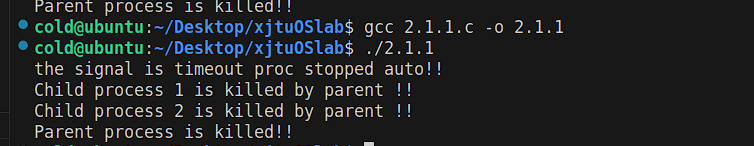 Parent process is killed!!
cold@ubuntu:~/Desktop/xjtuOSlab$ gcc 2.1.1.c -o 2.1.1
cold@ubuntu:~/Desktop/xjtuOSlab$ ./2.1.1
the signal is timeout proc stopped auto!!
Child process 1 is killed by parent !!
Child process 2 is killed by parent !!
Parent process is killed!!